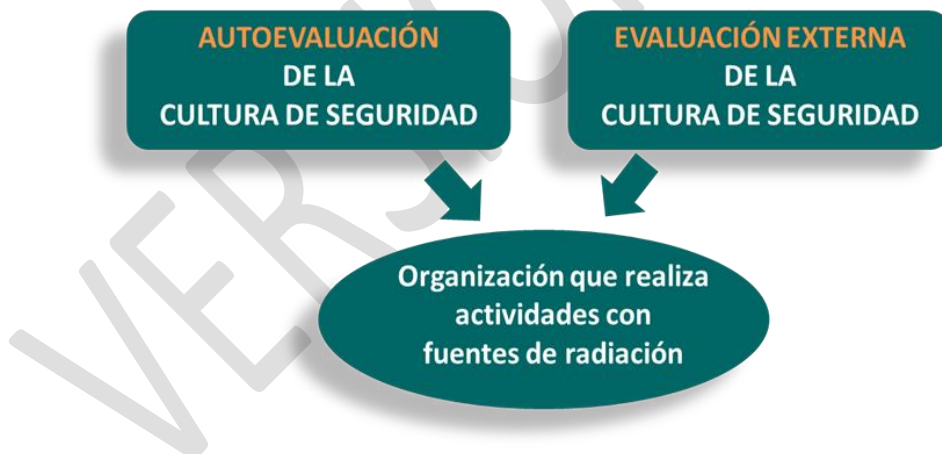 AUTOEVALUACIÓN
DE LA
CULTURA DE SEGURIDAD
EVALUACIÓN EXTERNA
DE LA
CULTURA DE SEGURIDAD
Organización que realiza
actividades con
fuentes de radiación